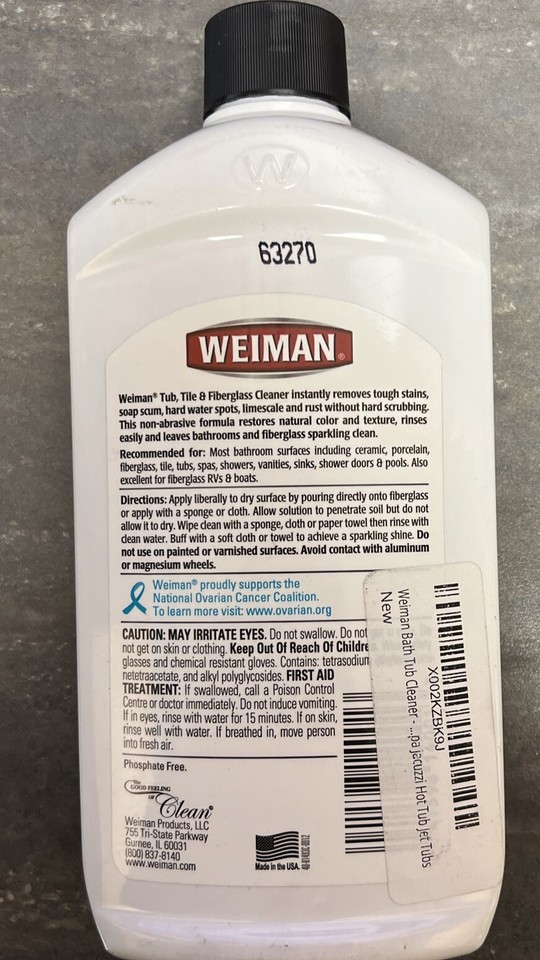 W
63270
WEIMAN®
Weiman® Tub, Tile & Fiberglass Cleaner instantly removes tough stains,
soap scum, hard water spots, limescale and rust without hard scrubbing.
This non-abrasive formula restores natural color and texture, rinses
easily and leaves bathrooms and fiberglass sparkling clean.
Recommended for: Most bathroom surfaces including ceramic, porcelain,
fiberglass, tile, tubs, spas, showers, vanities, sinks, shower doors & pools. Also
excellent for fiberglass RVs & boats.
Directions: Apply liberally to dry surface by pouring directly onto fiberglass
or apply with a sponge or cloth. Allow solution to penetrate soil but do not
allow it to dry. Wipe clean with a sponge, cloth or paper towel then rinse with
clean water. Buff with a soft cloth or towel to achieve a sparkling shine. Do
not use on painted or varnished surfaces. Avoid contact with aluminum
or magnesium wheels.
Weiman® proudly supports the
National Ovarian Cancer Coalition.
To learn more visit: www.ovarian.org
CAUTION: MAY IRRITATE EYES. Do not swallow. Do not
not get on skin or clothing. Keep Out Of Reach Of Childre
glasses and chemical resistant gloves. Contains: tetrasodium
netetraacetate, and alkyl polyglycosides. FIRST AID
TREATMENT: If swallowed, call a Poison Control
Centre or doctor immediately. Do not induce vomiting.
If in eyes, rinse with water for 15 minutes. If on skin,
rinse well with water. If breathed in, move person
into fresh air.
Phosphate Free.
The
GOOD FEELING
OF
Clean®
Weiman Products, LLC
755 Tri-State Parkway
Gurnee, IL 60031
(800) 837-8140
www.weiman.com
Made in the USA.
X002KZBK9J
Weiman Bath Tub Cleaner - ...pa jacuzzi Hot Tub Jet Tubs
New